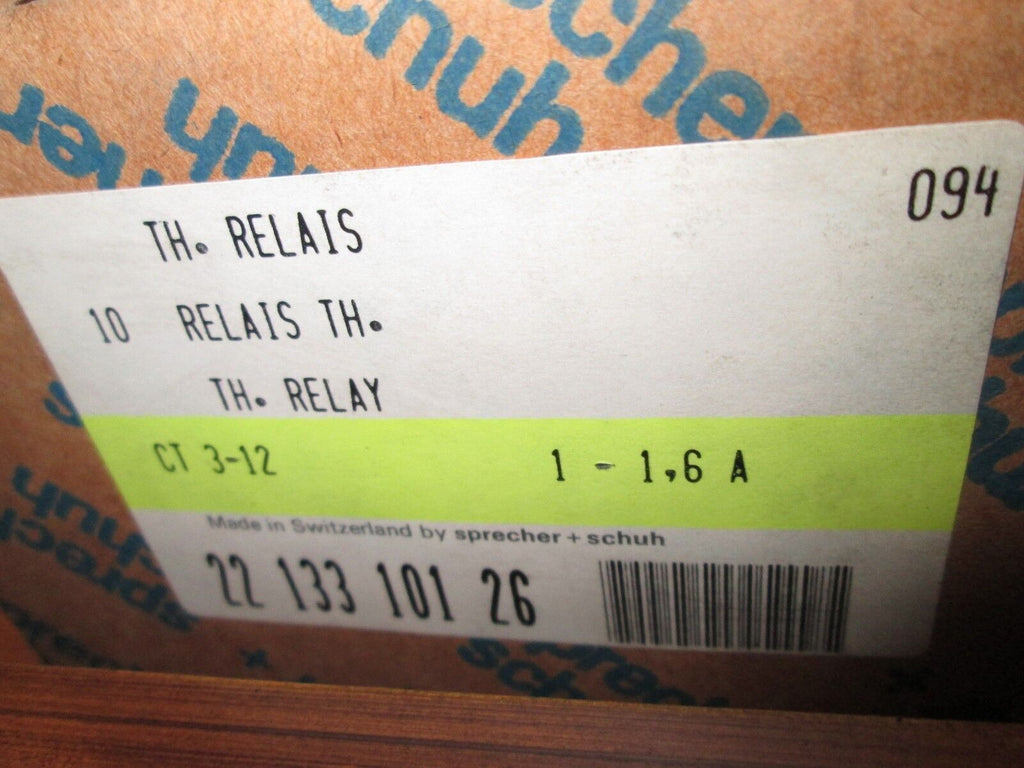 094
TH. RELAIS
10 RELAIS TH.
TH. RELAY
CT 3-12 1 - 1,6 A
Made in Switzerland by sprecher + schuh
22 133 101 26